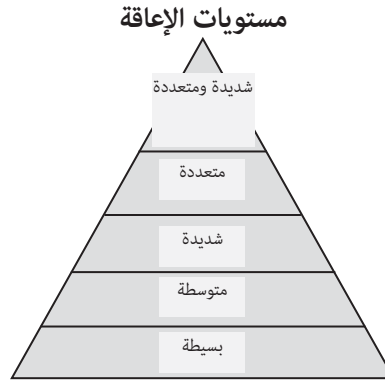 مستويات الإعاقة
شديدة ومتعددة
متعددة
شديدة
متوسطة
بسيطة